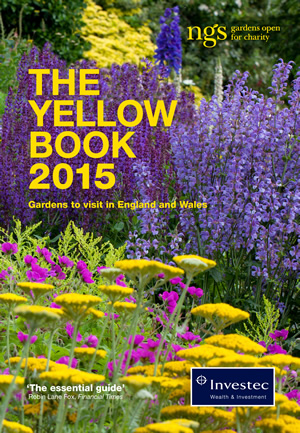 ngs gardens open
for charity
THE
YELLOW
BOOK
2015
Gardens to visit in England and Wales
'The essential guide'
Robin Lane Fox, Financial Times
Investec
Wealth & Investment